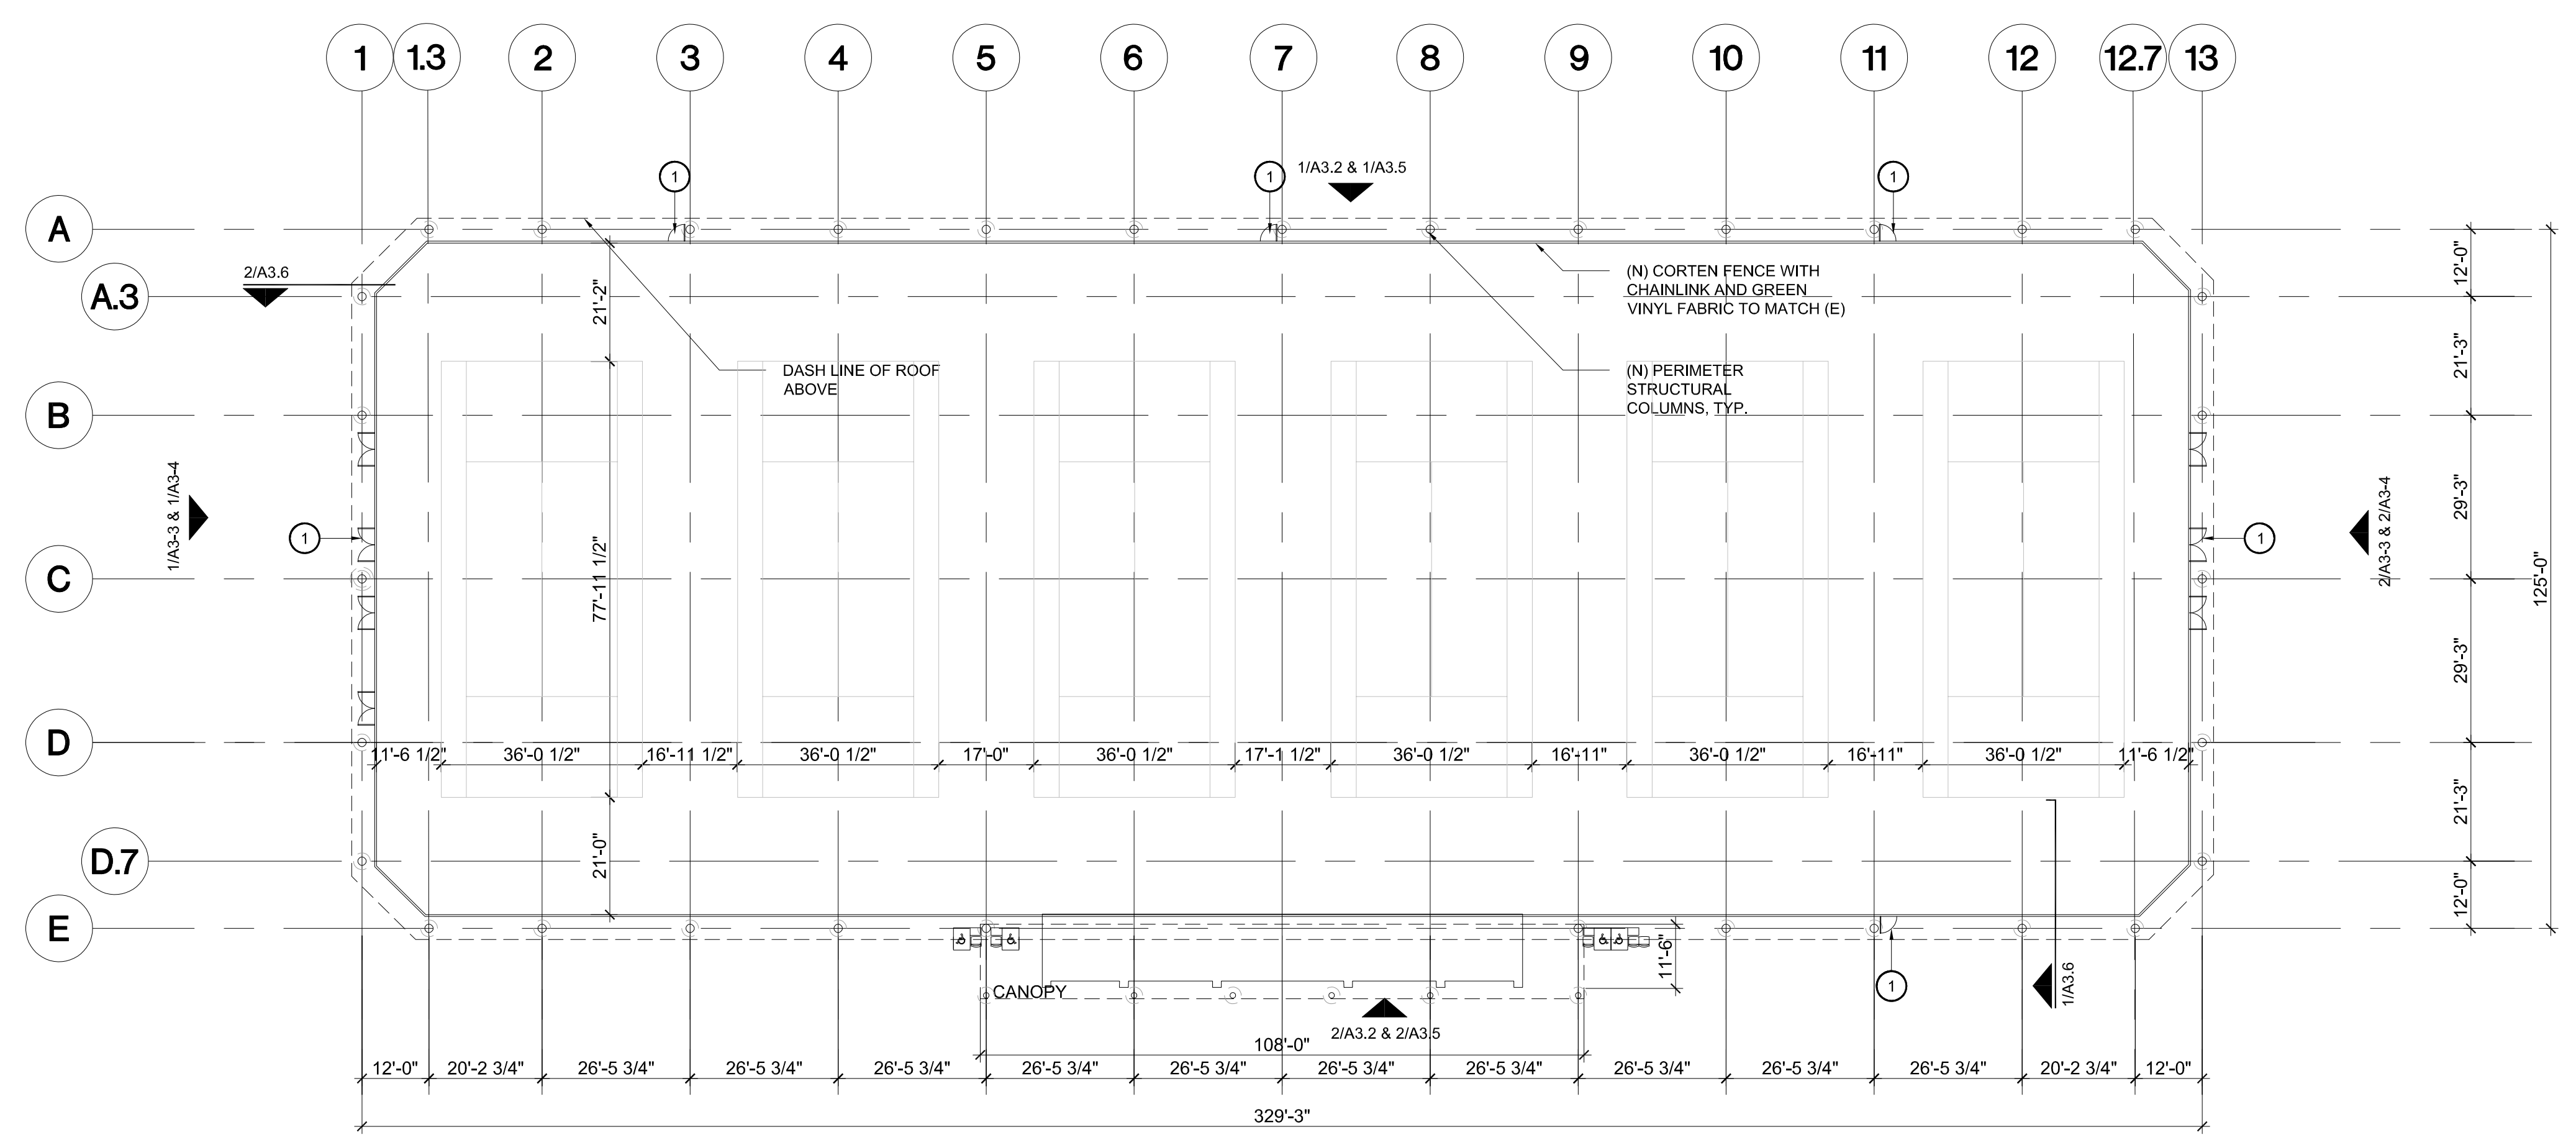 1 1.3 2 3 4 5 6 7 8 9 10 11 12 12.7 13
1/A3.2 & 1/A3.5
1 1 1
A
2/A3.6
A.3
12'-0"
21'-2"
(N) CORTEN FENCE WITH
CHAINLINK AND GREEN
VINYL FABRIC TO MATCH (E)
21'-3"
DASH LINE OF ROOF
ABOVE
(N) PERIMETER
STRUCTURAL
COLUMNS, TYP.
B
1/A3-3 & 1/A3-4
29'-3"
2/A3-3 & 2/A3-4
1
1
77'-11 1/2"
C
125'-0"
29'-3"
D
11'-6 1/2" 36'-0 1/2" 16'-11 1/2" 36'-0 1/2" 17'-0" 36'-0 1/2" 17'-1 1/2" 36'-0 1/2" 16'-11" 36'-0 1/2" 16'-11" 36'-0 1/2" 11'-6 1/2"
21'-3"
D.7
21'-0"
12'-0"
E
11'-6"
1
1/A3.6
CANOPY
2/A3.2 & 2/A3.5
108'-0"
12'-0" 20'-2 3/4" 26'-5 3/4" 26'-5 3/4" 26'-5 3/4" 26'-5 3/4" 26'-5 3/4" 26'-5 3/4" 26'-5 3/4" 26'-5 3/4" 26'-5 3/4" 26'-5 3/4" 20'-2 3/4" 12'-0"
329'-3"